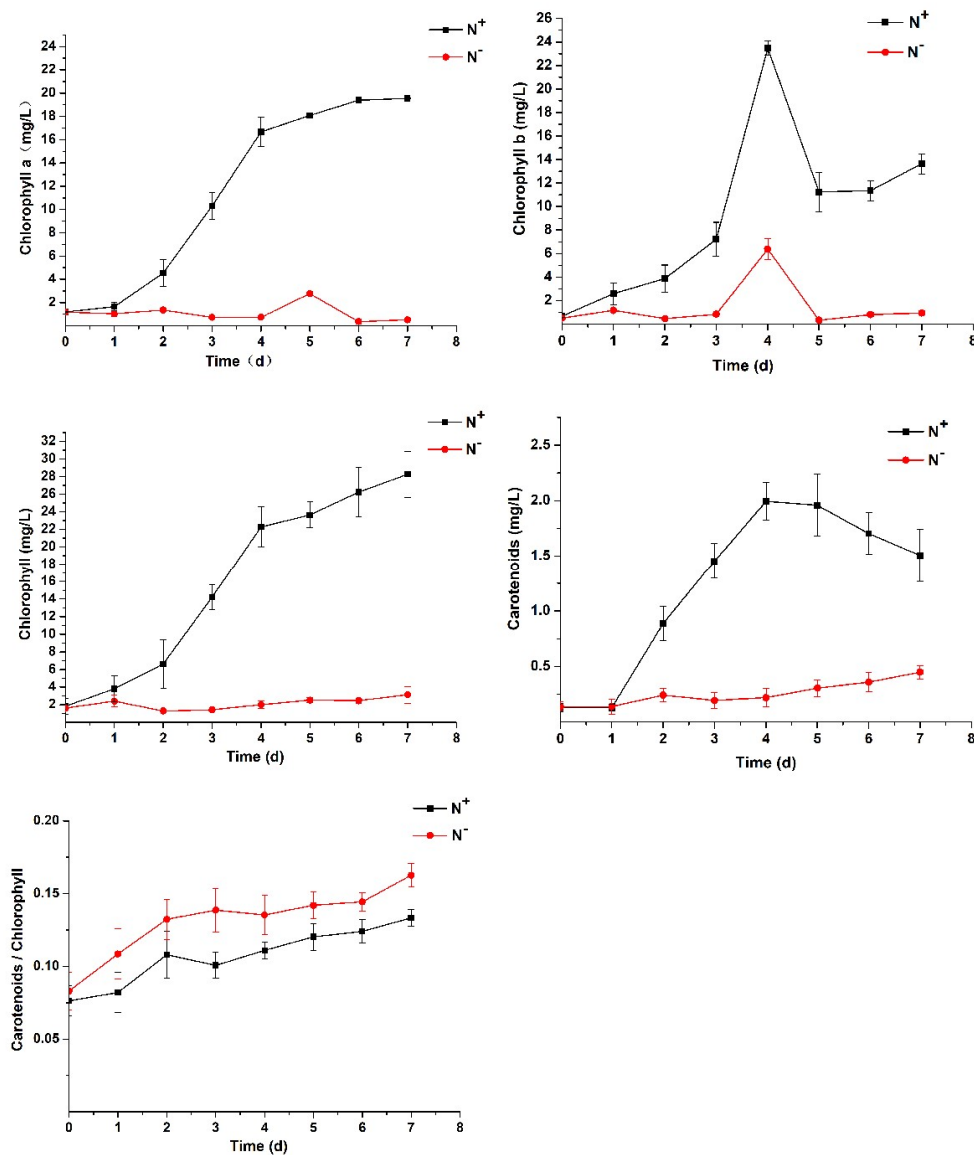 N+
N-
Chlorophyll a (mg/L)
24
22
20
18
16
14
12
10
8
6
4
2
0 1 2 3 4 5 6 7 8
Time (d)
N+
N-
Chlorophyll b (mg/L)
26
24
22
20
18
16
14
12
10
8
6
4
2
0 1 2 3 4 5 6 7 8
Time (d)
N+
N-
Chlorophyll (mg/L)
32
30
28
26
24
22
20
18
16
14
12
10
8
6
4
2
0 1 2 3 4 5 6 7 8
Time (d)
N+
N-
Carotenoids (mg/L)
2.5
2.0
1.5
1.0
0.5
0 1 2 3 4 5 6 7 8
Time (d)
N+
N-
Carotenoids / Chlorophyll
0.20
0.15
0.10
0.05
0 1 2 3 4 5 6 7 8
Time (d)